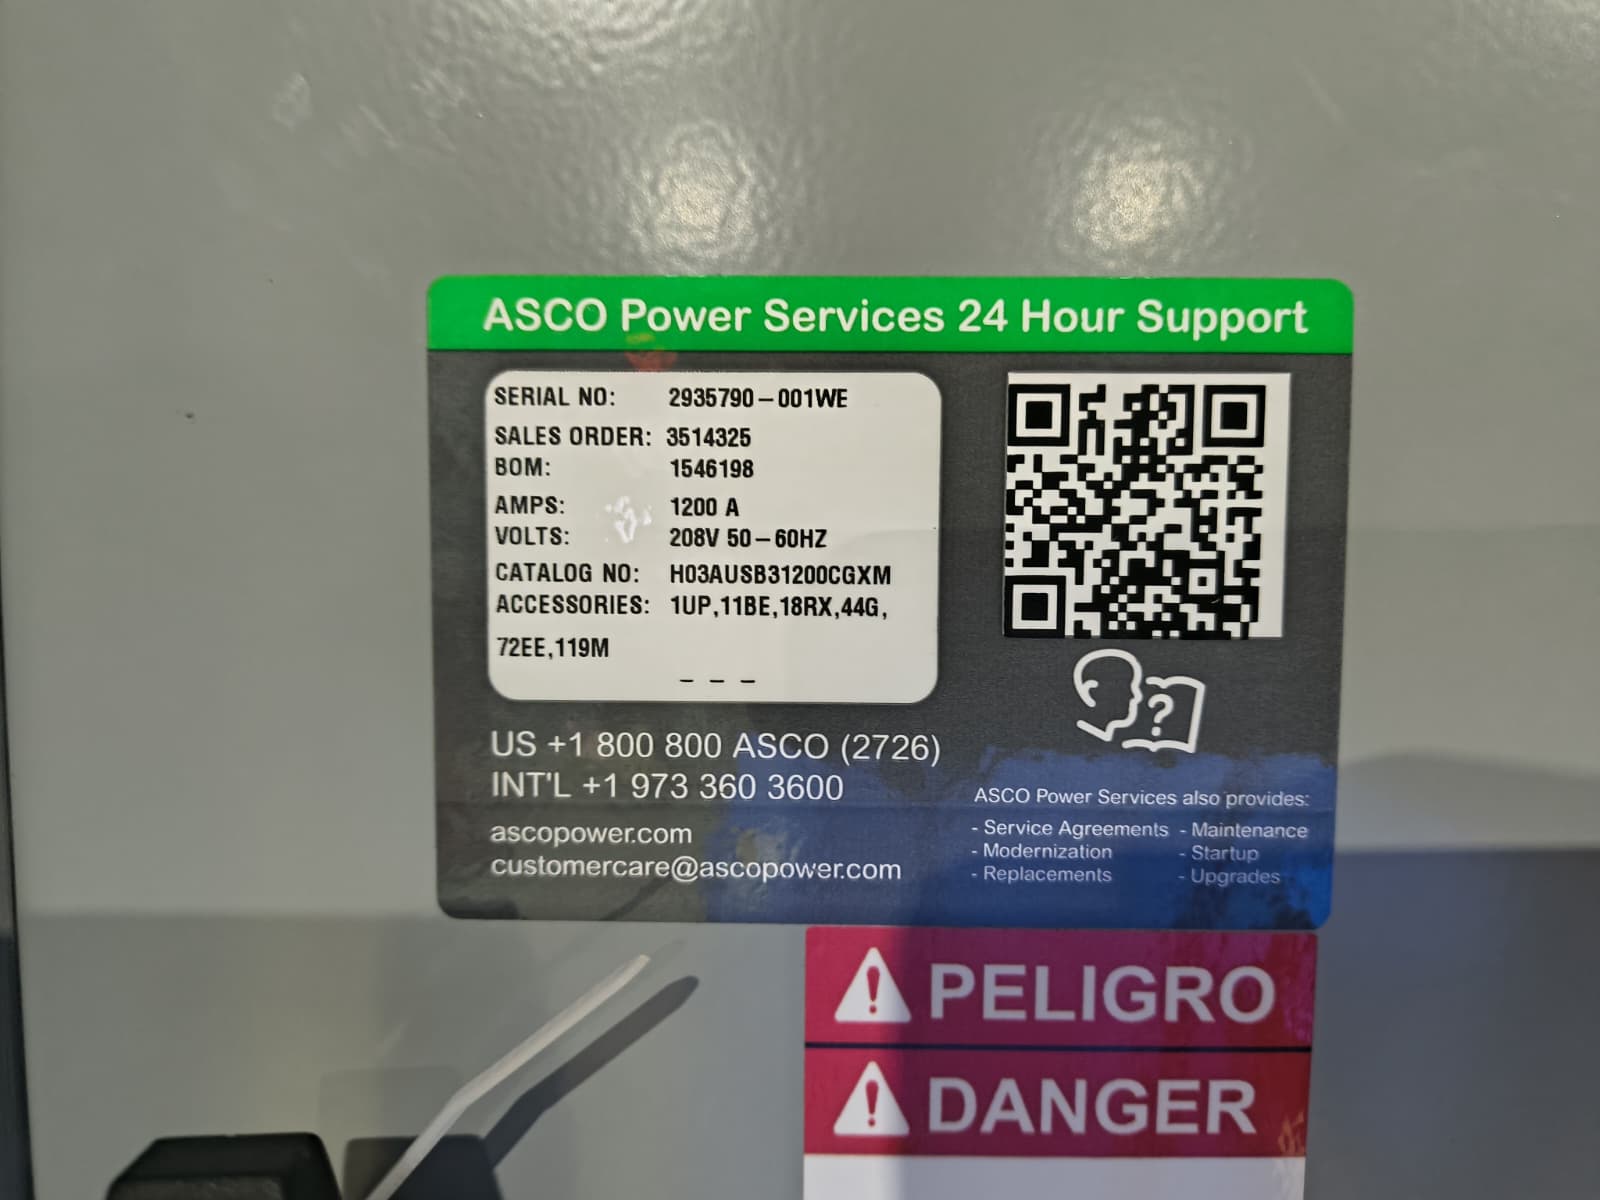 ASCO Power Services 24 Hour Support
SERIAL NO: 2935790-001WE
SALES ORDER: 3514325
BOM: 1546198
AMPS: 1200 A
VOLTS: 208V 50-60HZ
CATALOG NO: H03AUSB31200CGXM
ACCESSORIES: 1UP,11BE,18RX,44G,
72EE,119M
– – –
?
US +1 800 800 ASCO (2726)
INT'L +1 973 360 3600
ascopower.com
customercare@ascopower.com
ASCO Power Services also provides:
- Service Agreements - Maintenance
- Modernization - Startup
- Replacements - Upgrades
PELIGRO
DANGER